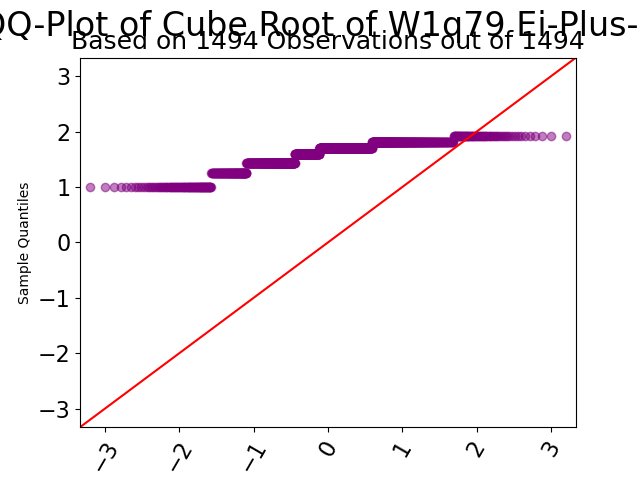 QQ-Plot of Cube Root of W1q79 Ei-Plus-
Based on 1494 Observations out of 1494
Sample Quantiles
3
2
1
0
−1
−2
−3
−3 −2 −1 0 1 2 3